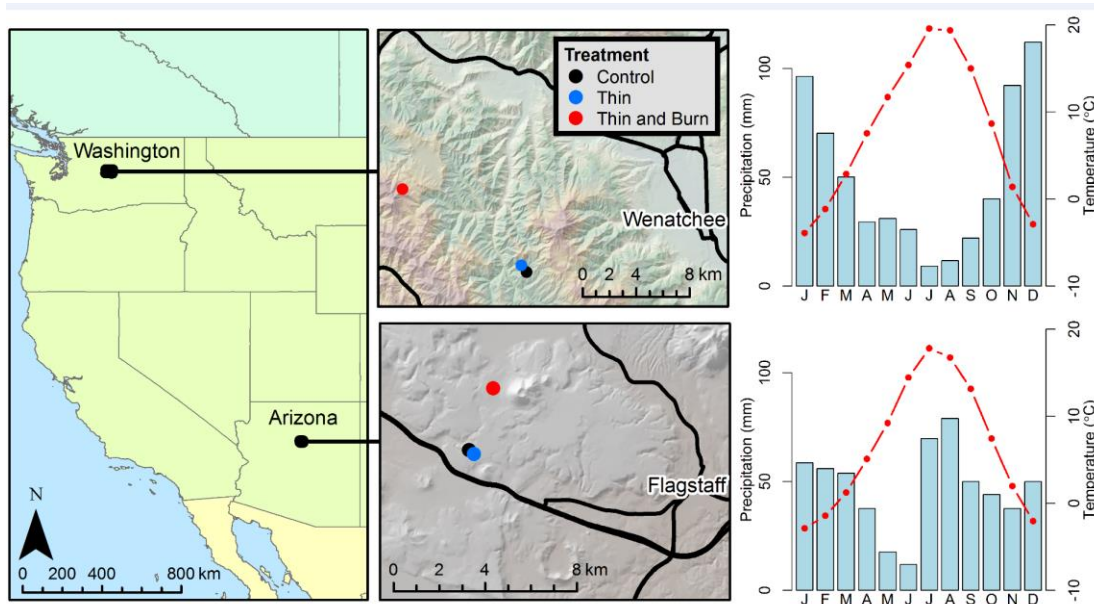 Washington
Arizona
N
0 200 400 800 km
Treatment
Control
Thin
Thin and Burn
Wenatchee
0 2 4 8 km
Flagstaff
0 2 4 8 km
Precipitation (mm)
0 50 100
J F M A M J J A S O N D
-10 0 10 20
Temperature (°C)
Precipitation (mm)
0 50 100
J F M A M J J A S O N D
-10 0 10 20
Temperature (°C)